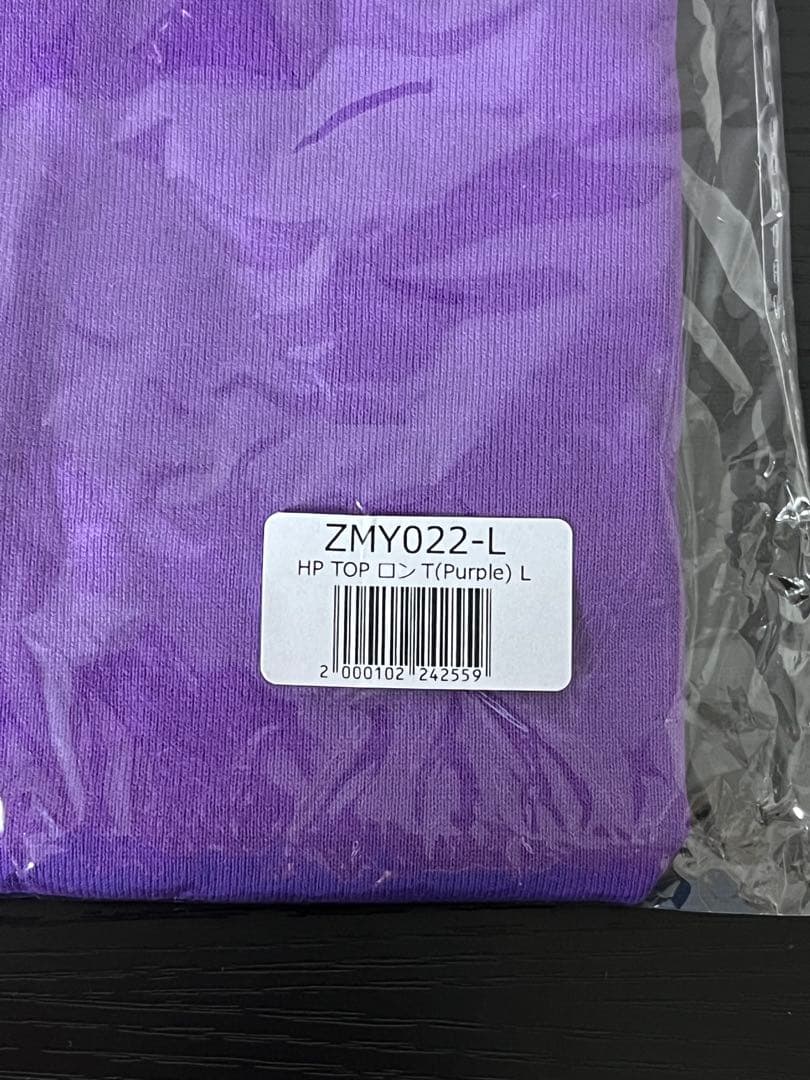 ZMY022-L
HP TOP ロンT(Purple) L
2 000102 242559